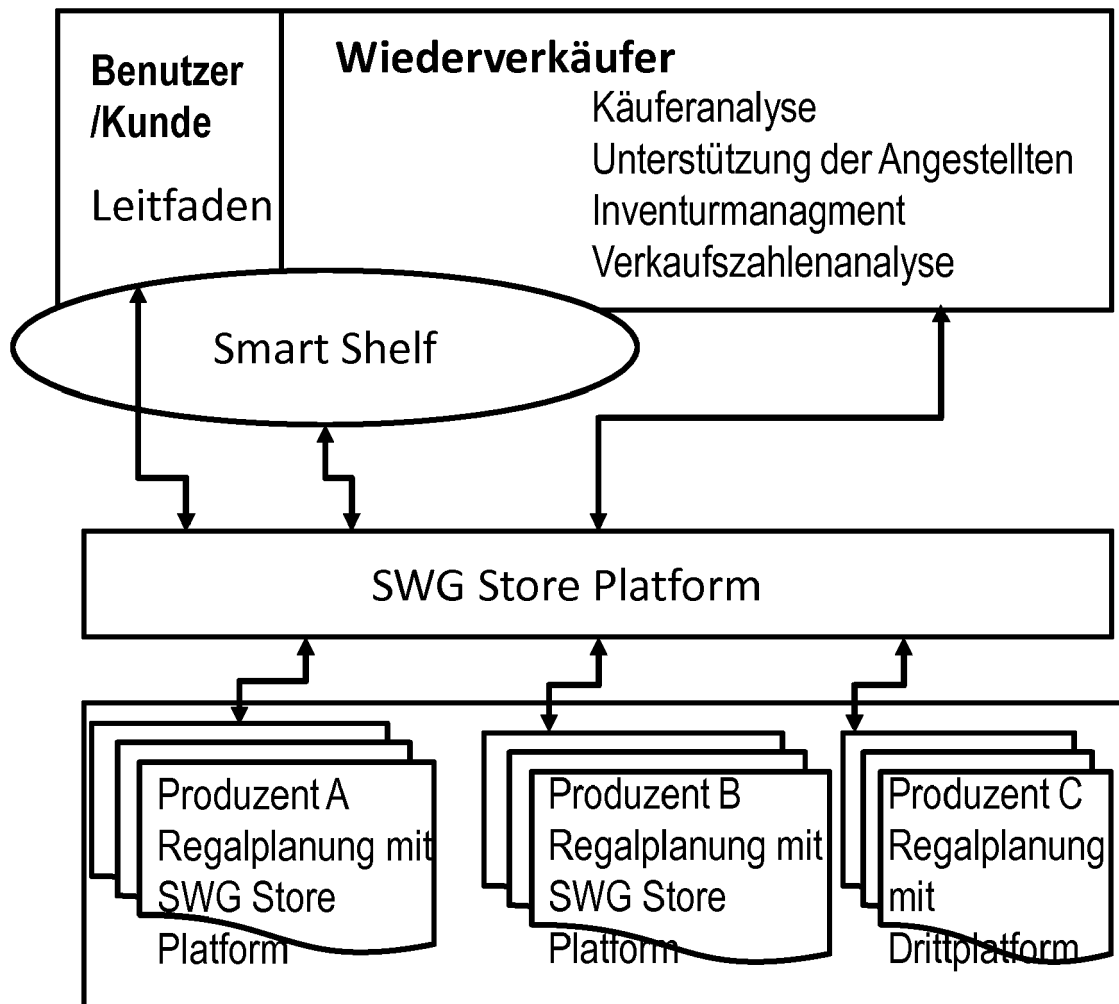 Benutzer
/Kunde
Leitfaden
Wiederverkäufer
Käuferanalyse
Unterstützung der Angestellten
Inventurmanagment
Verkaufszahlenanalyse
Smart Shelf
SWG Store Platform
Produzent A
Regalplanung mit
SWG Store
Platform
Produzent B
Regalplanung mit
SWG Store
Platform
Produzent C
Regalplanung
mit
Drittplatform